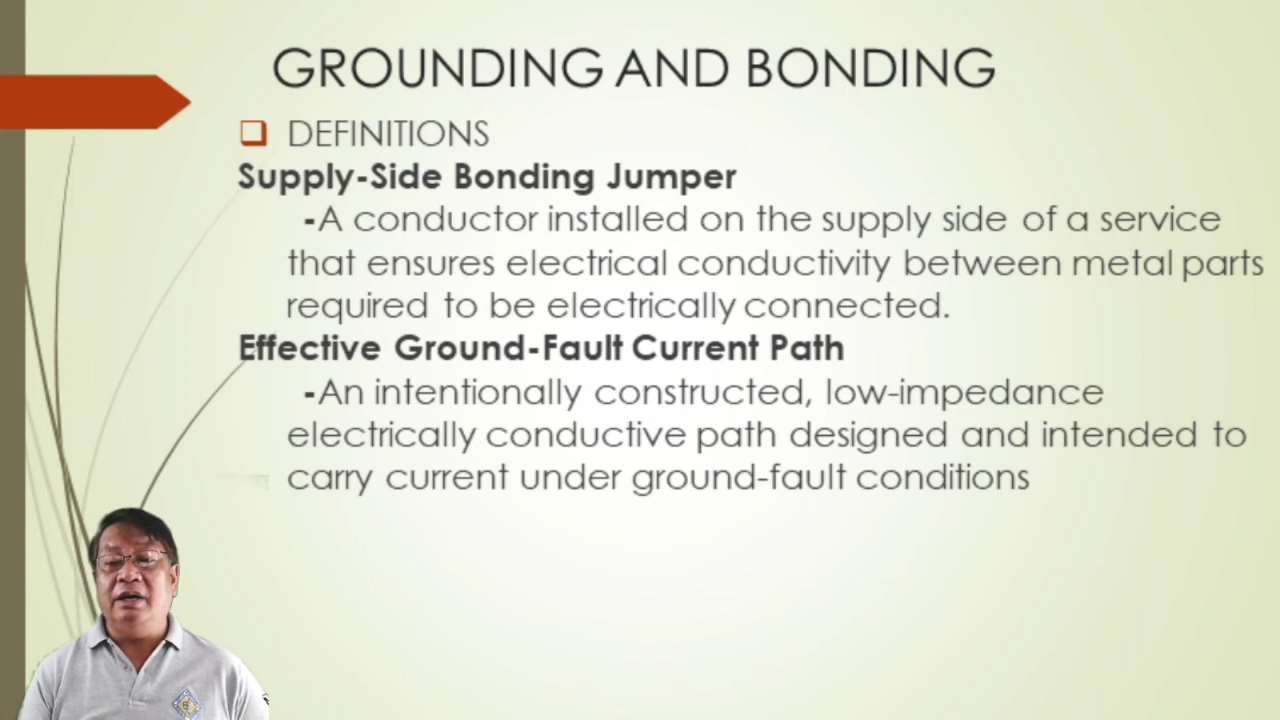 GROUNDING AND BONDING
DEFINITIONS
Supply-Side Bonding Jumper
-A conductor installed on the supply side of a service
that ensures electrical conductivity between metal parts
required to be electrically connected.
Effective Ground-Fault Current Path
-An intentionally constructed, low-impedance
electrically conductive path designed and intended to
carry current under ground-fault conditions